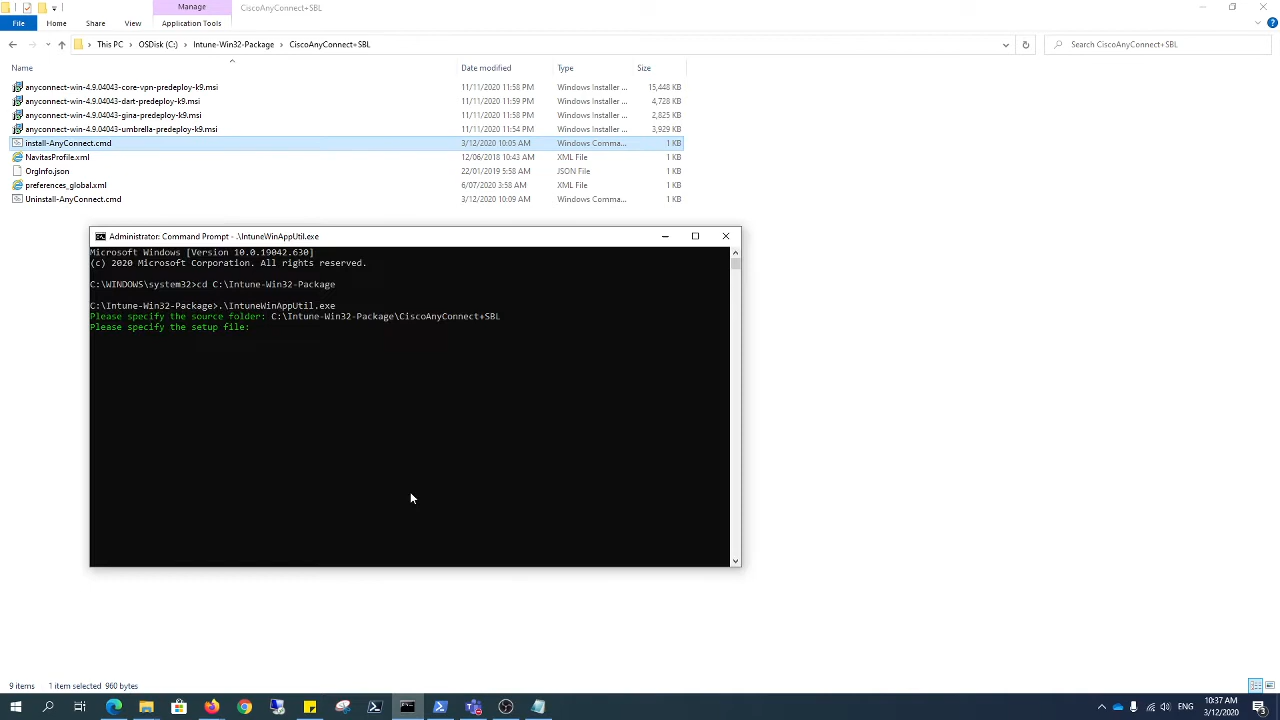 Manage
CiscoAnyConnect+SBL
File
Home
Share
View
Application Tools
This PC
OSDisk (C:)
Intune-Win32-Package
CiscoAnyConnect+SBL
Search CiscoAnyConnect+SBL
Name
Date modified
Type
Size
anyconnect-win-4.9.04043-core-vpn-predeploy-k9.msi 11/11/2020 11:58 PM Windows Installer ... 15,448 KB
anyconnect-win-4.9.04043-dart-predeploy-k9.msi 11/11/2020 11:59 PM Windows Installer ... 4,728 KB
anyconnect-win-4.9.04043-gina-predeploy-k9.msi 11/11/2020 11:58 PM Windows Installer ... 2,825 KB
anyconnect-win-4.9.04043-umbrella-predeploy-k9.msi 11/11/2020 11:54 PM Windows Installer ... 3,929 KB
install-AnyConnect.cmd 3/12/2020 10:05 AM Windows Comma... 1 KB
NavitasProfile.xml 12/06/2018 10:43 AM XML File 1 KB
OrgInfo.json 22/01/2019 5:58 AM JSON File 1 KB
preferences_global.xml 6/07/2020 3:58 AM XML File 1 KB
Uninstall-AnyConnect.cmd 3/12/2020 10:09 AM Windows Comma... 1 KB
Administrator: Command Prompt - .\IntuneWinAppUtil.exe
Microsoft Windows [Version 10.0.19042.630]
(c) 2020 Microsoft Corporation. All rights reserved.
C:\WINDOWS\system32>cd C:\Intune-Win32-Package
C:\Intune-Win32-Package>.\IntuneWinAppUtil.exe
Please specify the source folder: C:\Intune-Win32-Package\CiscoAnyConnect+SBL
Please specify the setup file:
9 items 1 item selected 960 bytes
ENG
10:37 AM
3/12/2020
3